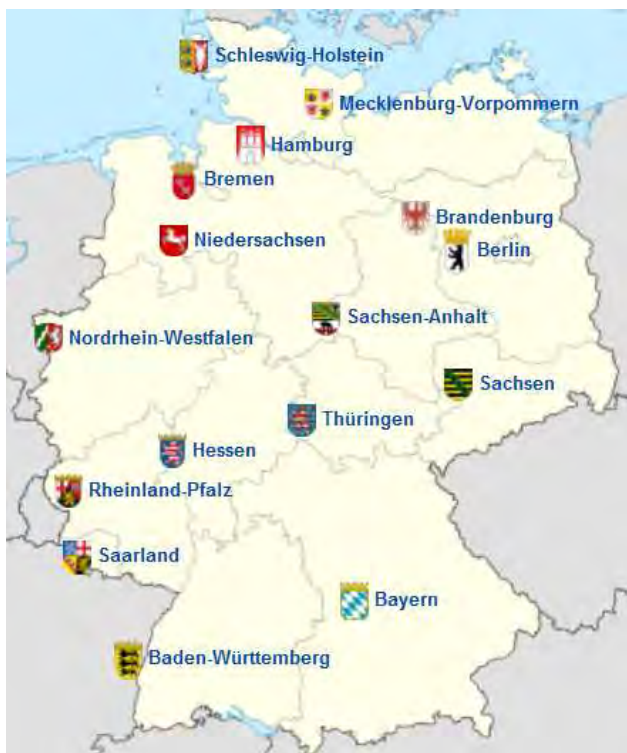 Schleswig-Holstein
Mecklenburg-Vorpommern
Hamburg
Bremen
Brandenburg
Niedersachsen
Berlin
Sachsen-Anhalt
Nordrhein-Westfalen
Sachsen
Thüringen
Hessen
Rheinland-Pfalz
Saarland
Bayern
Baden-Württemberg